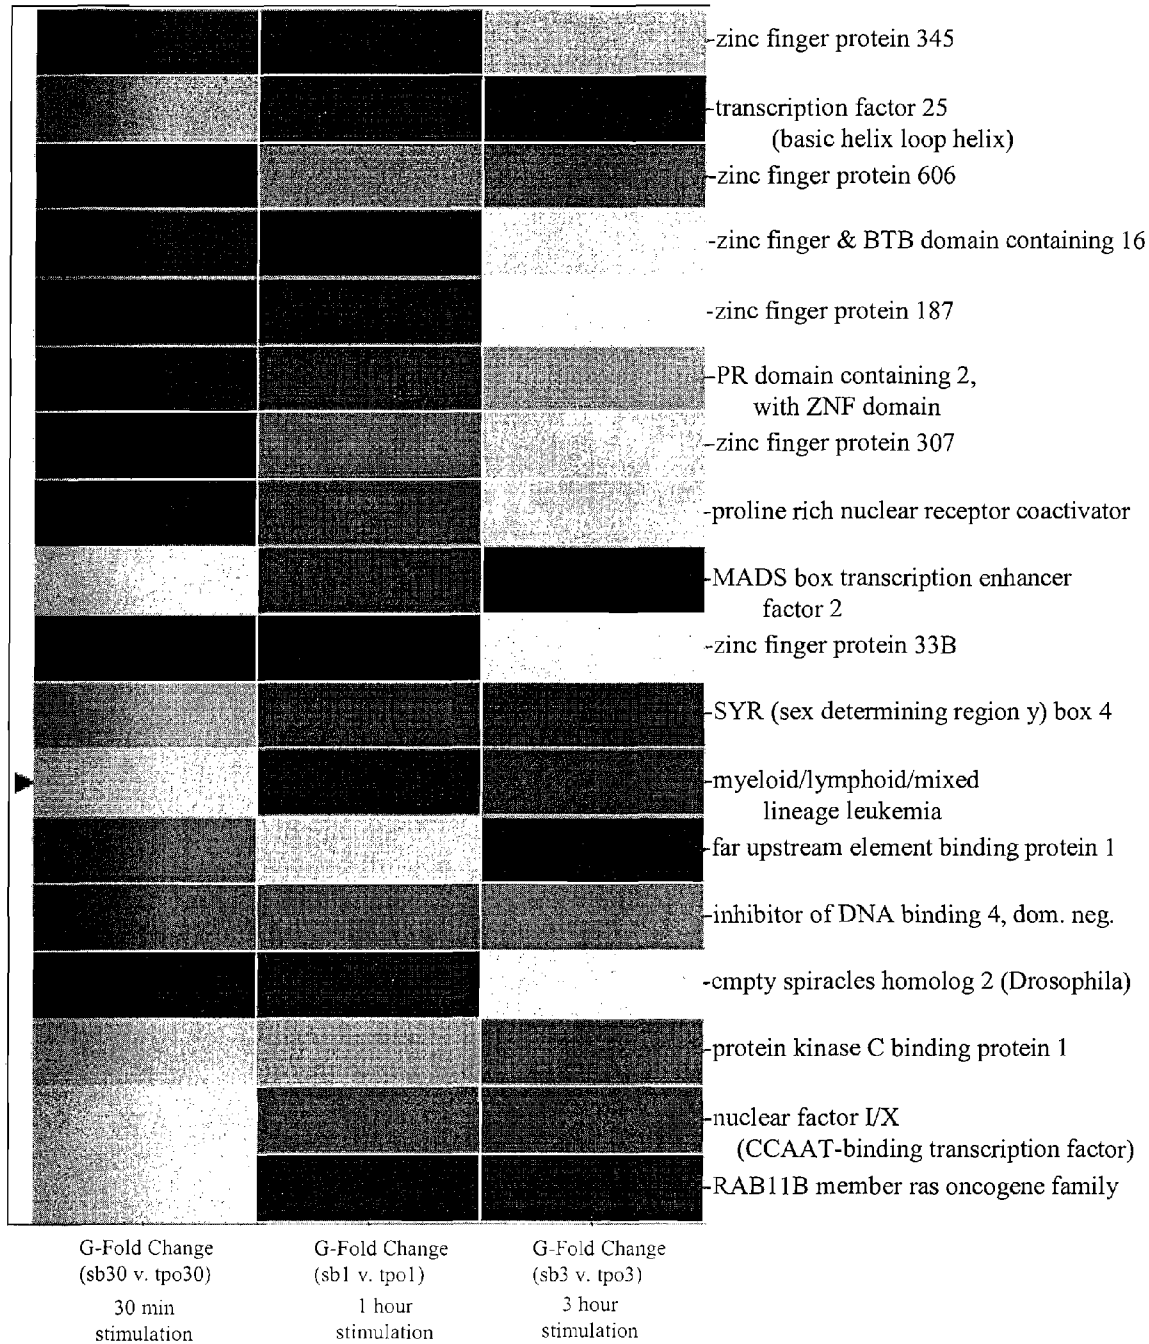 -zinc finger protein 345
-transcription factor 25
(basic helix loop helix)
-zinc finger protein 606
-zinc finger & BTB domain containing 16
-zinc finger protein 187
-PR domain containing 2,
with ZNF domain
-zinc finger protein 307
-proline rich nuclear receptor coactivator
-MADS box transcription enhancer
factor 2
-zinc finger protein 33B
-SYR (sex determining region y) box 4
-myeloid/lymphoid/mixed
lineage leukemia
-far upstream element binding protein 1
-inhibitor of DNA binding 4, dom. neg.
-empty spiracles homolog 2 (Drosophila)
-protein kinase C binding protein 1
-nuclear factor I/X
(CCAAT-binding transcription factor)
-RAB11B member ras oncogene family
G-Fold Change G-Fold Change G-Fold Change
(sb30 v. tpo30) (sb1 v. tpo1) (sb3 v. tpo3)
30 min 1 hour 3 hour
stimulation stimulation stimulation